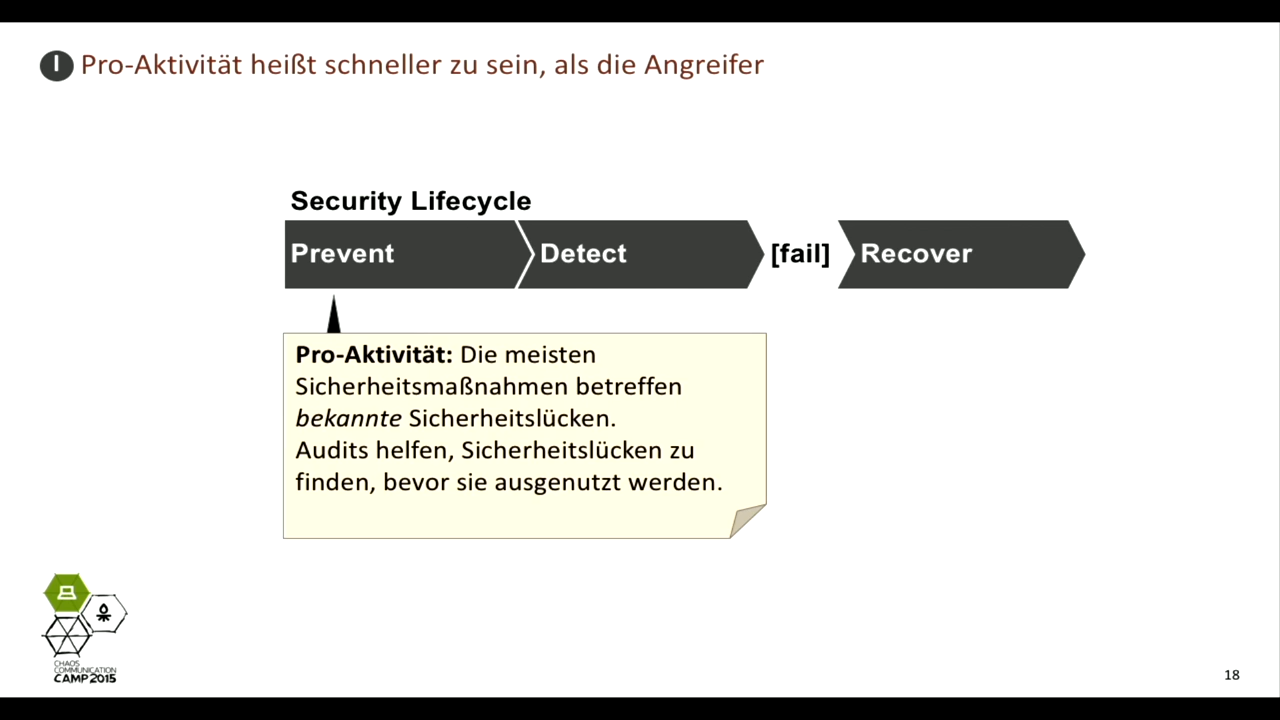 I Pro-Aktivität heißt schneller zu sein, als die Angreifer
Security Lifecycle
Prevent Detect [fail] Recover
Pro-Aktivität: Die meisten
Sicherheitsmaßnahmen betreffen
bekannte Sicherheitslücken.
Audits helfen, Sicherheitslücken zu
finden, bevor sie ausgenutzt werden.
CHAOS
COMMUNICATION
CAMP 2015
18